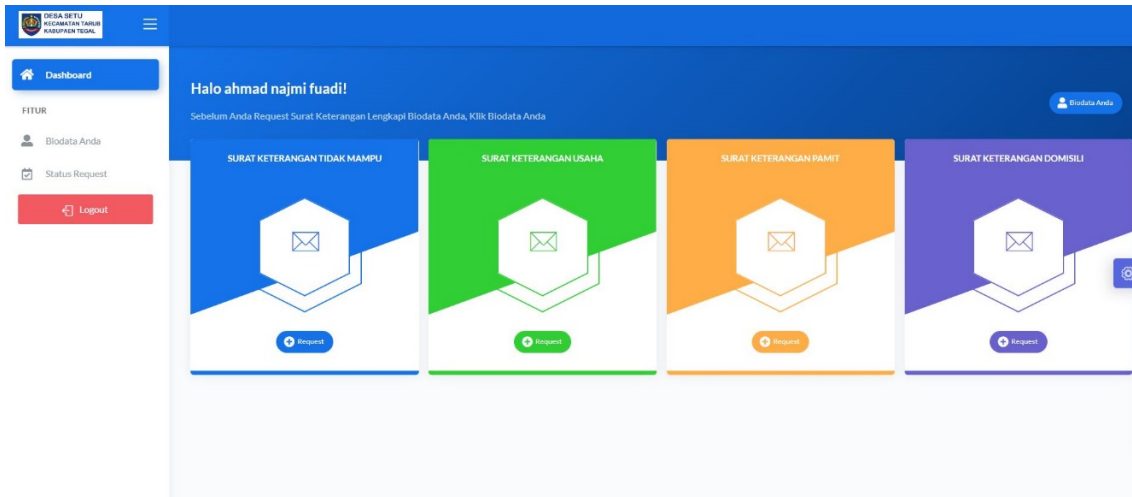 DESA SETU
KECAMATAN TARUB
KABUPAEN TEGAL
Dashboard
FITUR
Biodata Anda
Status Request
Logout
Halo ahmad najmi fuadi!
Sebelum Anda Request Surat Keterangan Lengkapi Biodata Anda, Klik Biodata Anda
Biodata Anda
SURAT KETERANGAN TIDAK MAMPU
Request
SURAT KETERANGAN USAHA
Request
SURAT KETERANGAN PAMIT
Request
SURAT KETERANGAN DOMISILI
Request